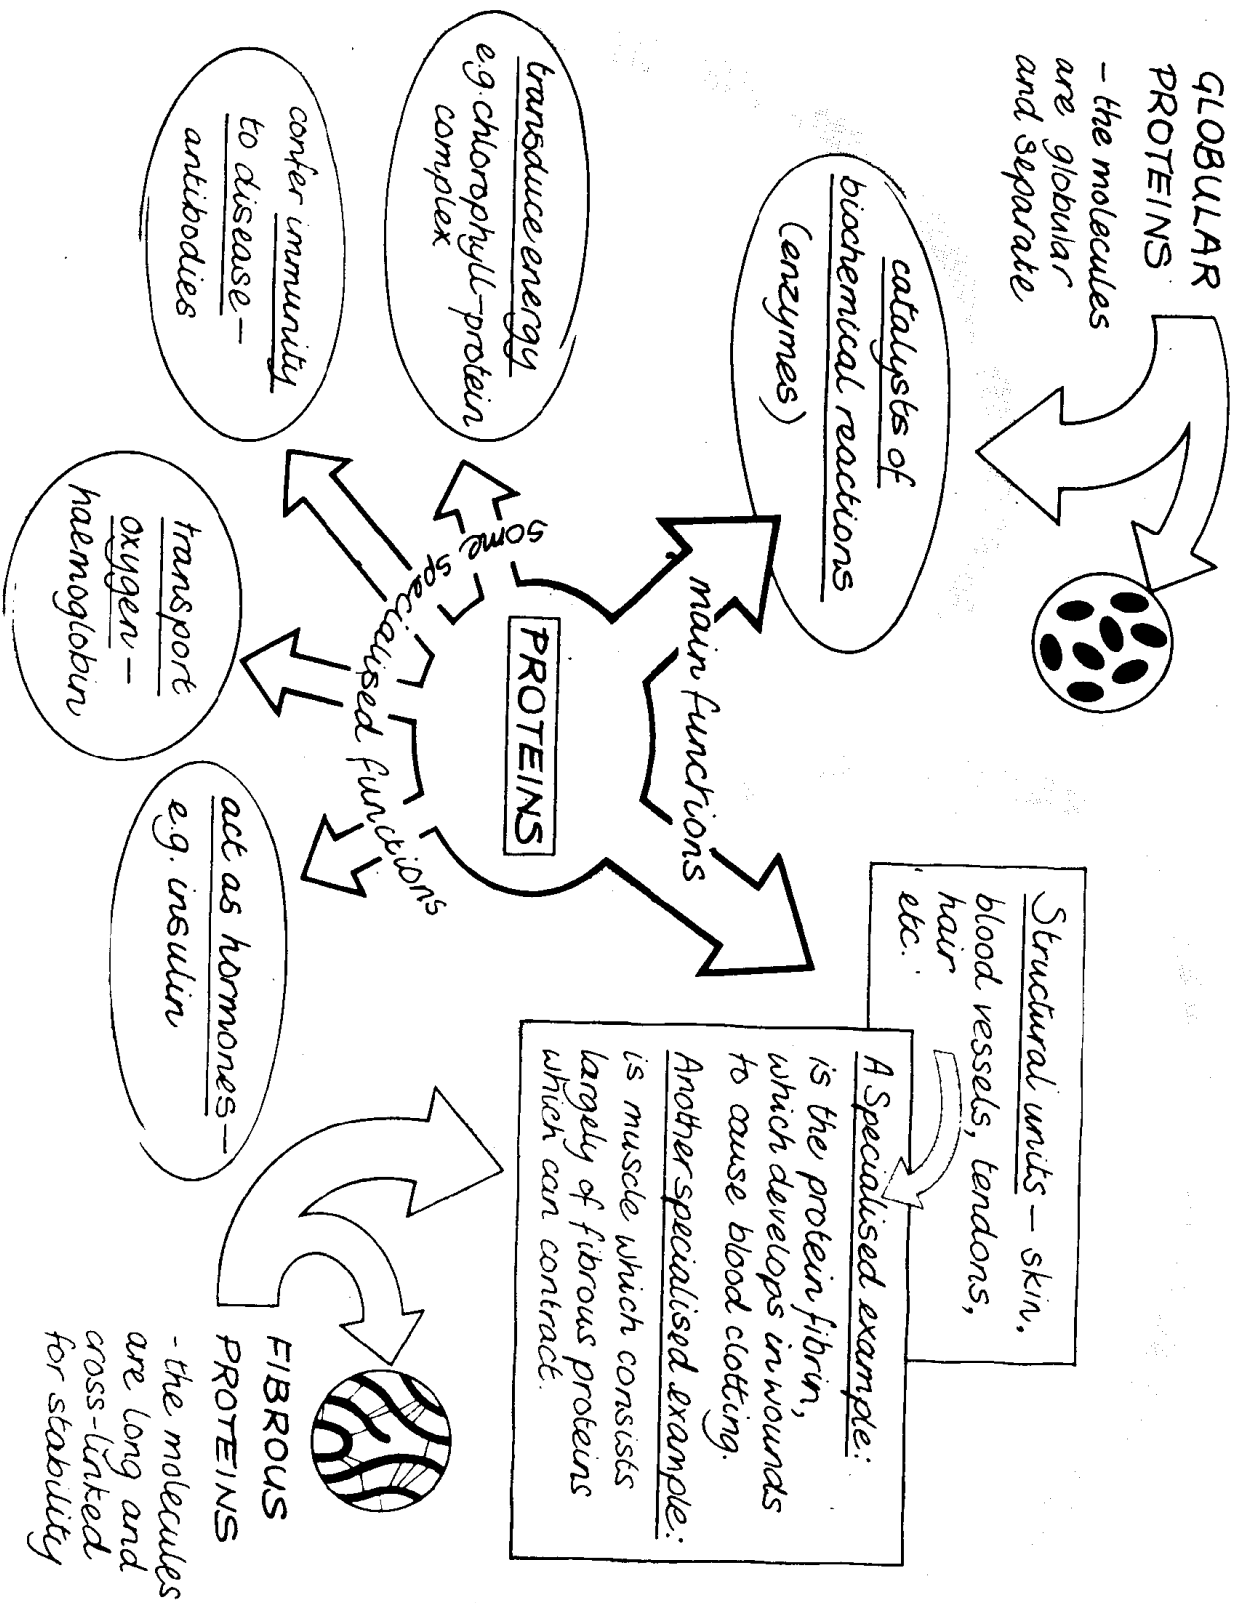 GLOBULAR
PROTEINS
- the molecules
are globular
and separate
catalysts of
biochemical reactions
(enzymes)
Structural units — skin,
blood vessels, tendons,
hair
etc.
A Specialised example:
is the protein fibrin,
which develops in wounds
to cause blood clotting.
Another specialised example:
is muscle which consists
largely of fibrous proteins
which can contract.
main functions
PROTEINS
some specialised functions
transduce energy
e.g. chlorophyll-protein
complex
confer immunity
to disease —
antibodies
transport
oxygen —
haemoglobin
act as hormones —
e.g. insulin
FIBROUS
PROTEINS
- the molecules
are long and
cross-linked
for stability